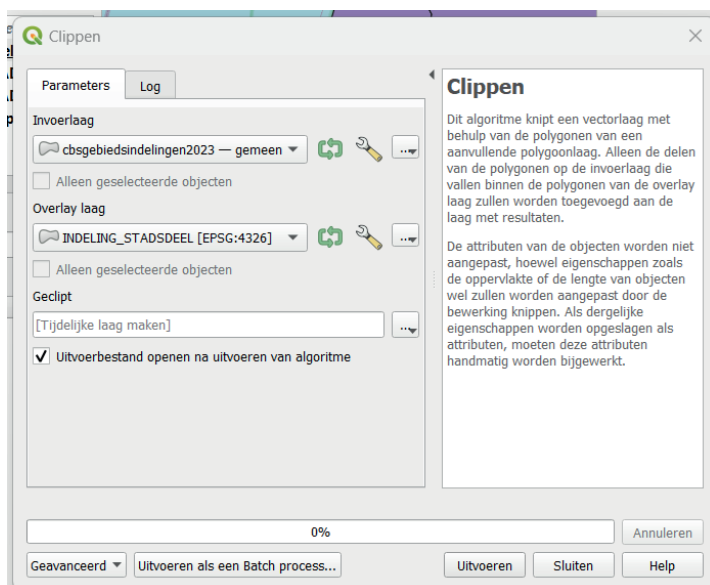 Clippen
Parameters
Log
Invoerlaag
cbsgebiedsindelingen2023 — gemeen
Alleen geselecteerde objecten
Overlay laag
INDELING_STADSDEEL [EPSG:4326]
Alleen geselecteerde objecten
Geclipt
[Tijdelijke laag maken]
...
Uitvoerbestand openen na uitvoeren van algoritme
Clippen
Dit algoritme knipt een vectorlaag met
behulp van de polygonen van een
aanvullende polygoonlaag. Alleen de delen
van de polygonen op de invoerlaag die
vallen binnen de polygonen van de overlay
laag zullen worden toegevoegd aan de
laag met resultaten.
De attributen van de objecten worden niet
aangepast, hoewel eigenschappen zoals
de oppervlakte of de lengte van objecten
wel zullen worden aangepast door de
bewerking knippen. Als dergelijke
eigenschappen worden opgeslagen als
attributen, moeten deze attributen
handmatig worden bijgewerkt.
0%
Annuleren
Geavanceerd
Uitvoeren als een Batch process...
Uitvoeren
Sluiten
Help